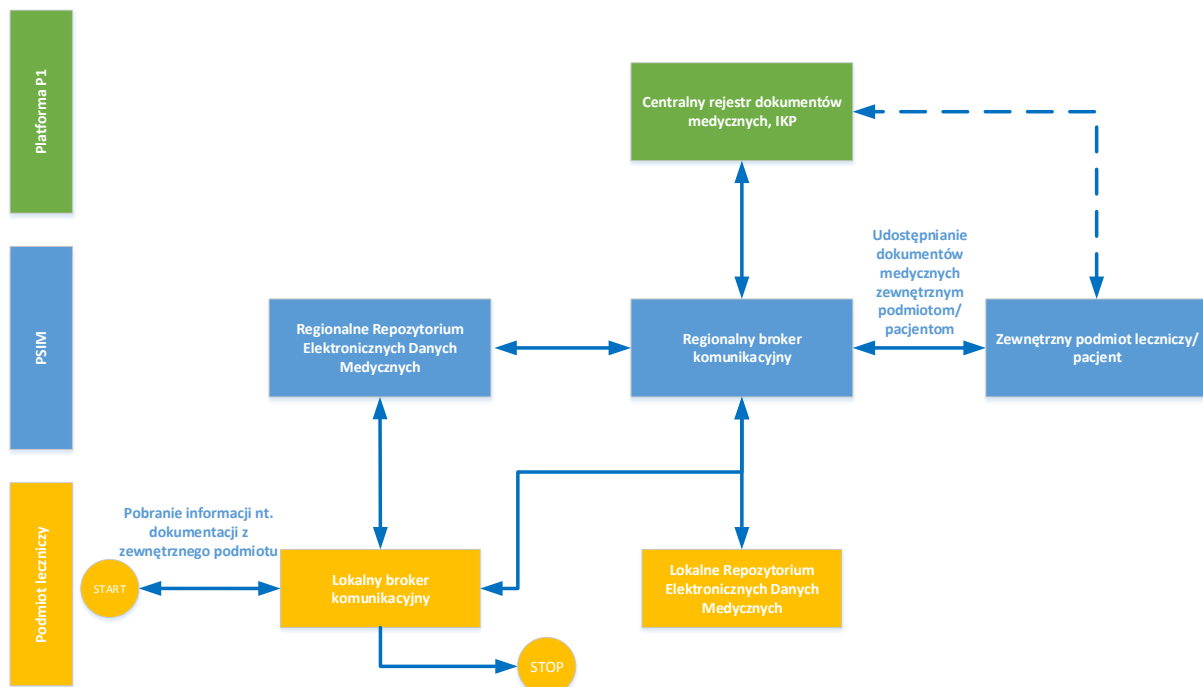 Platforma P1
Centralny rejestr dokumentów
medycznych, IKP
PSIM
Udostępnianie
dokumentów
medycznych
zewnętrznym
podmiotom/
pacjentom
Regionalne Repozytorium
Elektronicznych Danych
Medycznych
Regionalny broker
komunikacyjny
Zewnętrzny podmiot leczniczy/
pacjent
Podmiot leczniczy
Pobranie informacji nt.
dokumentacji z
zewnętrznego podmiotu
START
Lokalny broker
komunikacyjny
Lokalne Repozytorium
Elektronicznych Danych
Medycznych
STOP